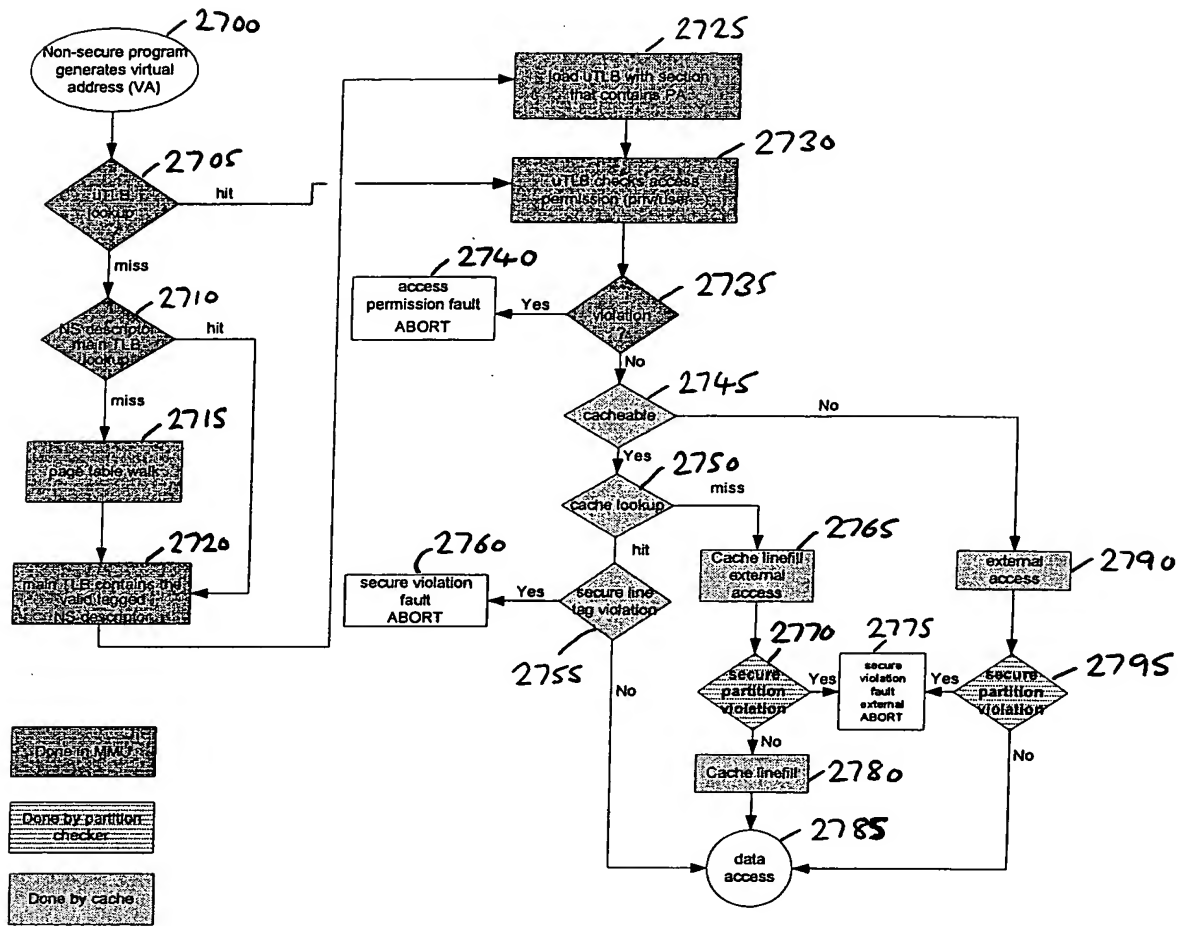 2700
Non-secure program
generates virtual
address (VA)
2705
uTLB
lookup
?
hit
miss
2710
NS-descriptor
main TLB
lookup
hit
miss
2715
page table walk
2720
main TLB contains the
valid tagged
NS-descriptor
2725
load uTLB with section
that contains PA
2730
uTLB checks access
permission (priv/user
2735
violation
?
2740
access
permission fault
ABORT
Yes
No
2745
cacheable
No
Yes
2750
cache lookup
miss
hit
2755
secure line
tag violation
Yes
2760
secure violation
fault
ABORT
No
2765
Cache linefill
external
access
2770
secure
partition
violation
Yes
2775
secure
violation
fault
external
ABORT
No
2780
Cache linefill
2785
data
access
2790
external
access
2795
secure
partition
violation
Yes
No
Done in MMU
Done by partition
checker
Done by cache